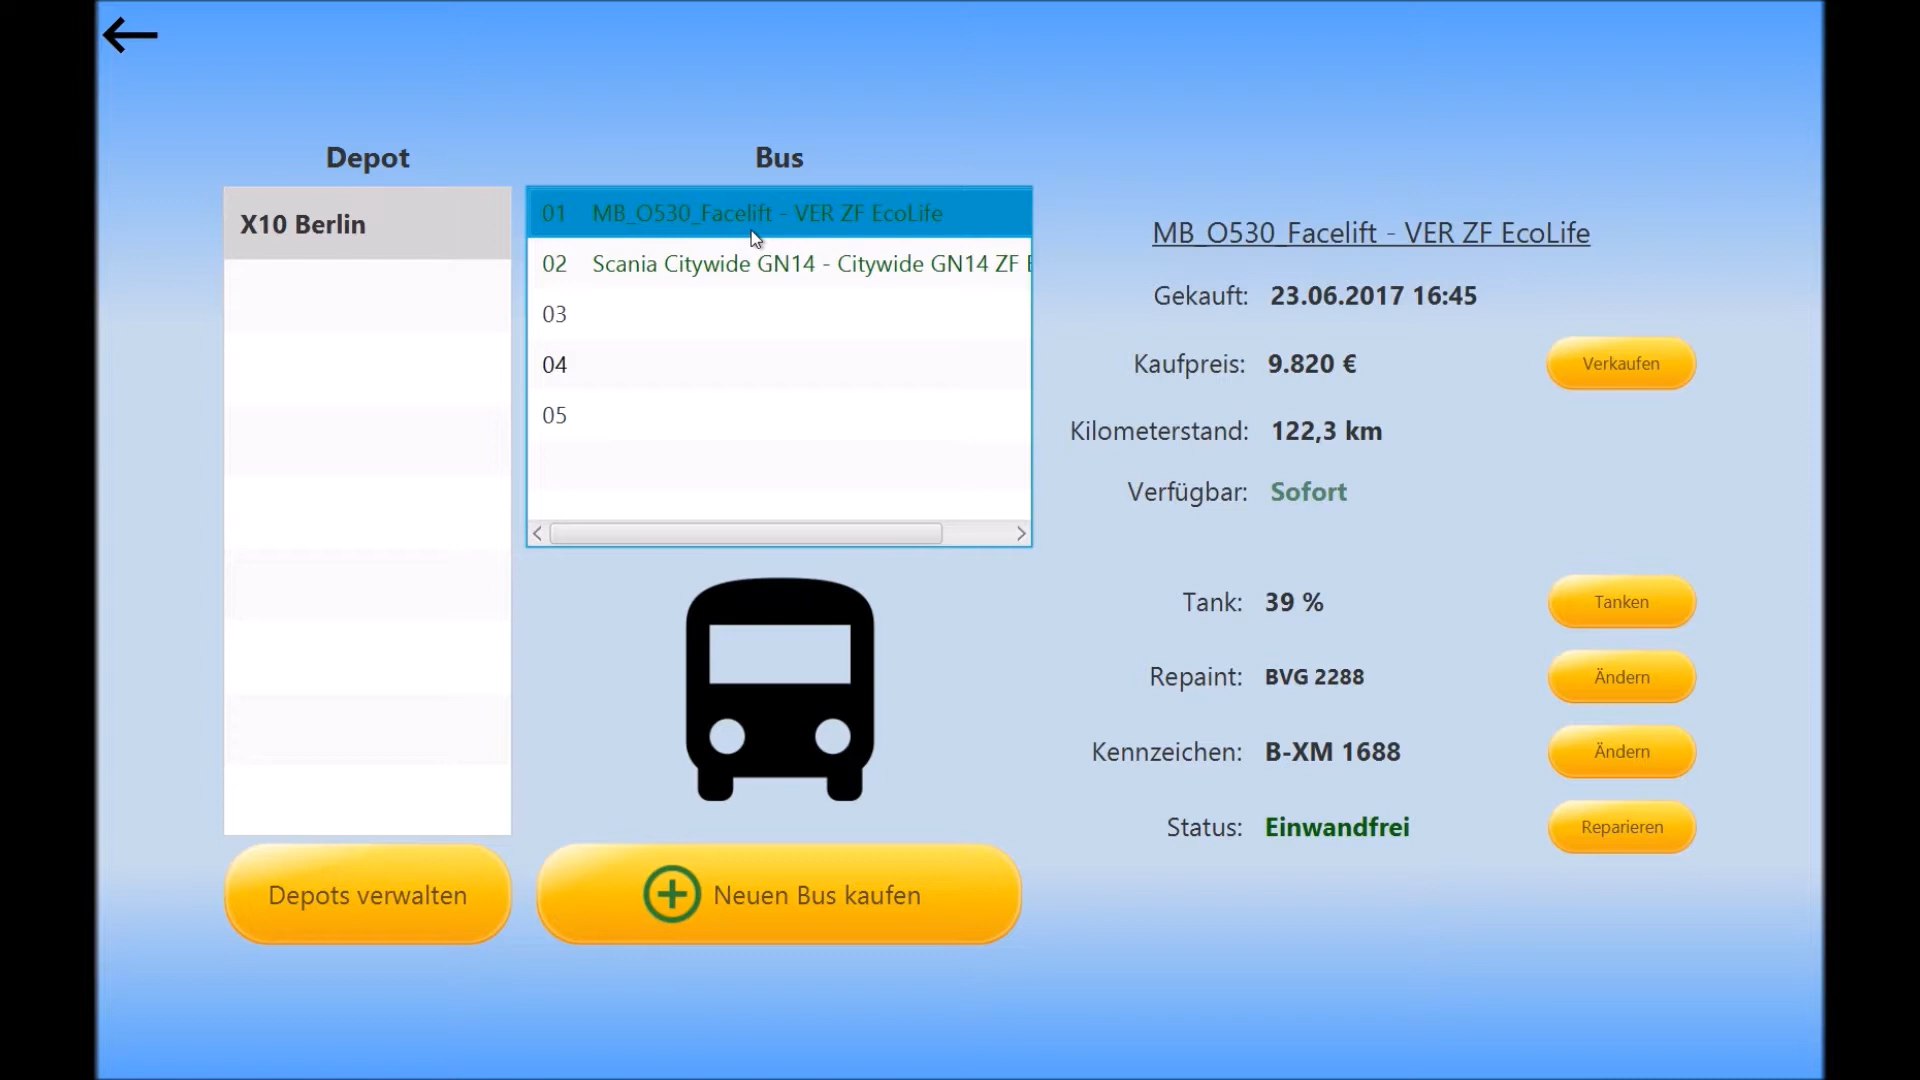 Depot
X10 Berlin
Depots verwalten
Bus
01 MB_O530_Facelift - VER ZF EcoLife
02 Scania Citywide GN14 - Citywide GN14 ZF
03
04
05
Neuen Bus kaufen
MB_O530_Facelift - VER ZF EcoLife
Gekauft: 23.06.2017 16:45
Kaufpreis: 9.820 € Verkaufen
Kilometerstand: 122,3 km
Verfügbar: Sofort
Tank: 39 % Tanken
Repaint: BVG 2288 Ändern
Kennzeichen: B-XM 1688 Ändern
Status: Einwandfrei Reparieren